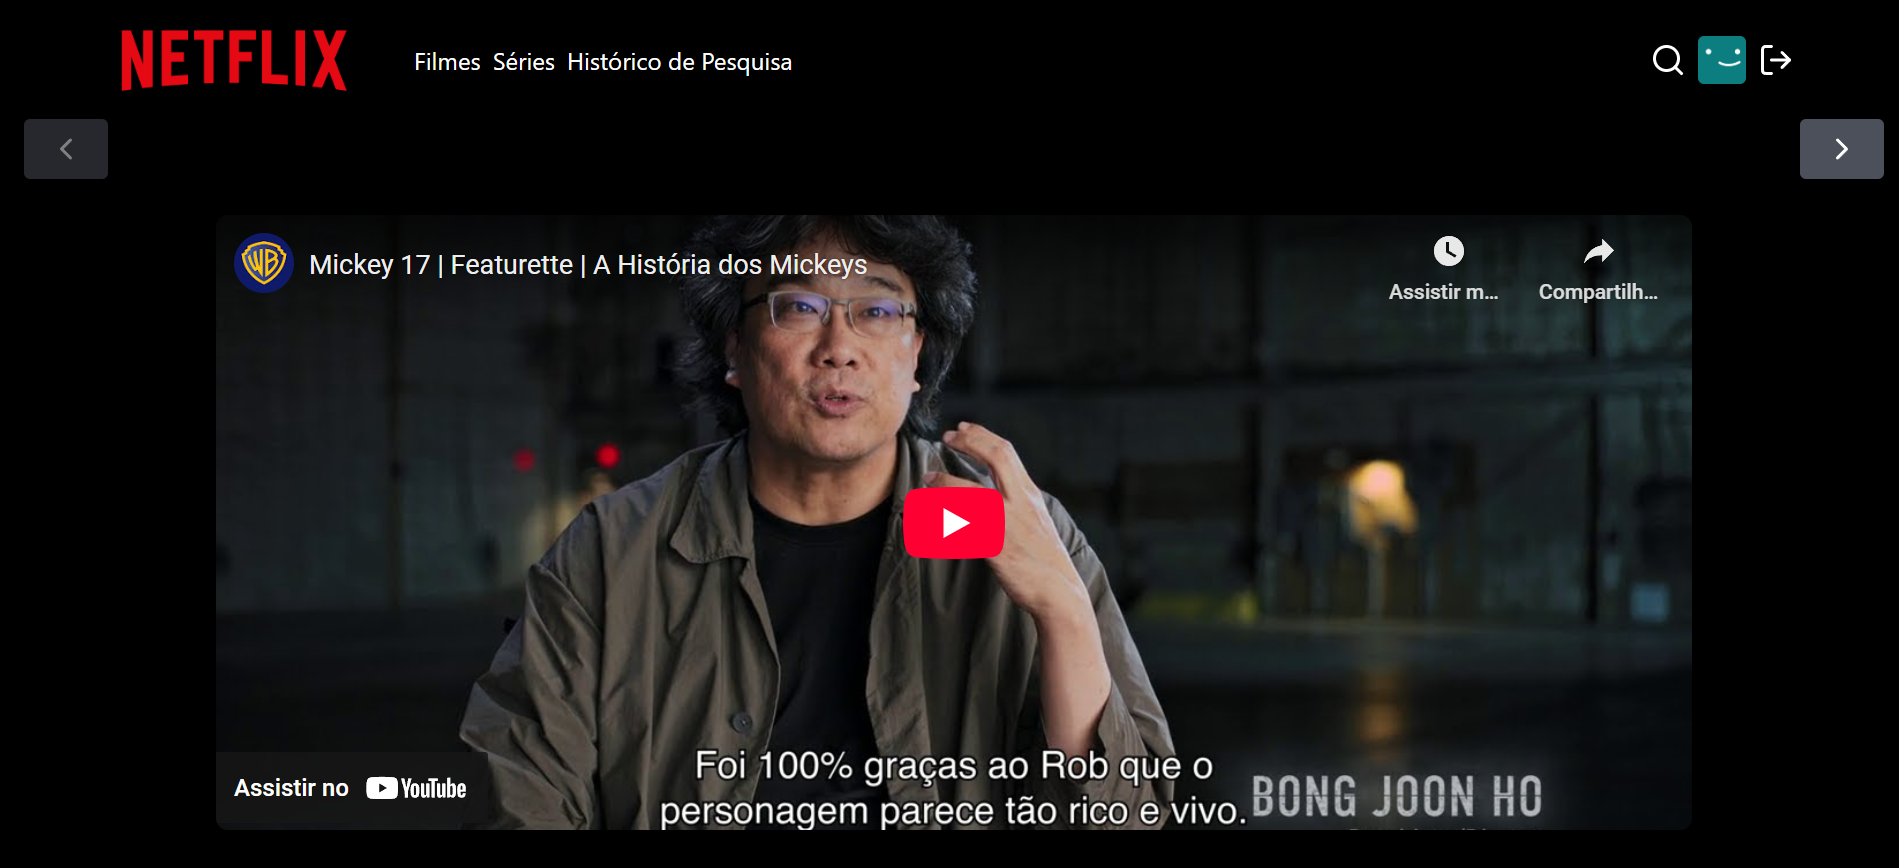 NETFLIX
Filmes Séries Histórico de Pesquisa
WB
Mickey 17 | Featurette | A História dos Mickeys
Assistir m...
Compartilh...
Foi 100% graças ao Rob que o
personagem parece tão rico e vivo.
BONG JOON HO
Assistir no YouTube